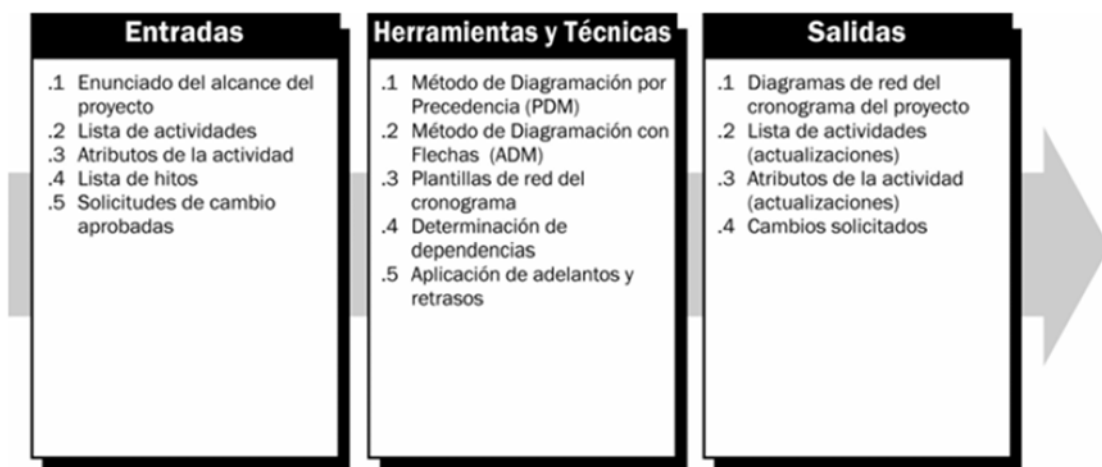 Entradas
.1 Enunciado del alcance del
proyecto
.2 Lista de actividades
.3 Atributos de la actividad
.4 Lista de hitos
.5 Solicitudes de cambio
aprobadas
Herramientas y Técnicas
.1 Método de Diagramación por
Precedencia (PDM)
.2 Método de Diagramación con
Flechas (ADM)
.3 Plantillas de red del
cronograma
.4 Determinación de
dependencias
.5 Aplicación de adelantos y
retrasos
Salidas
.1 Diagramas de red del
cronograma del proyecto
.2 Lista de actividades
(actualizaciones)
.3 Atributos de la actividad
(actualizaciones)
.4 Cambios solicitados